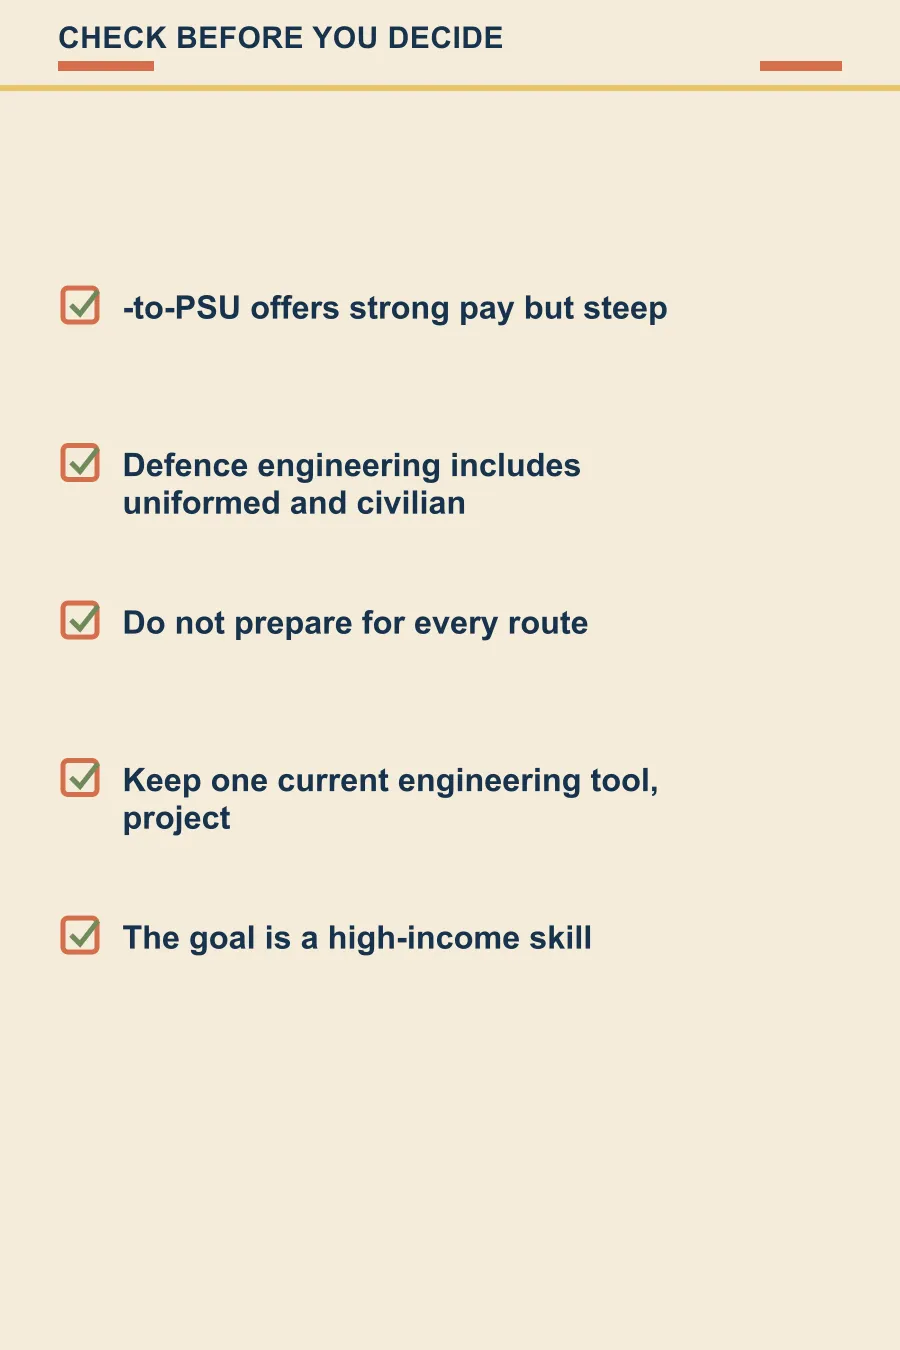 CHECK BEFORE YOU DECIDE
-to-PSU offers strong pay but steep
Defence engineering includes
uniformed and civilian
Do not prepare for every route
Keep one current engineering tool,
project
The goal is a high-income skill